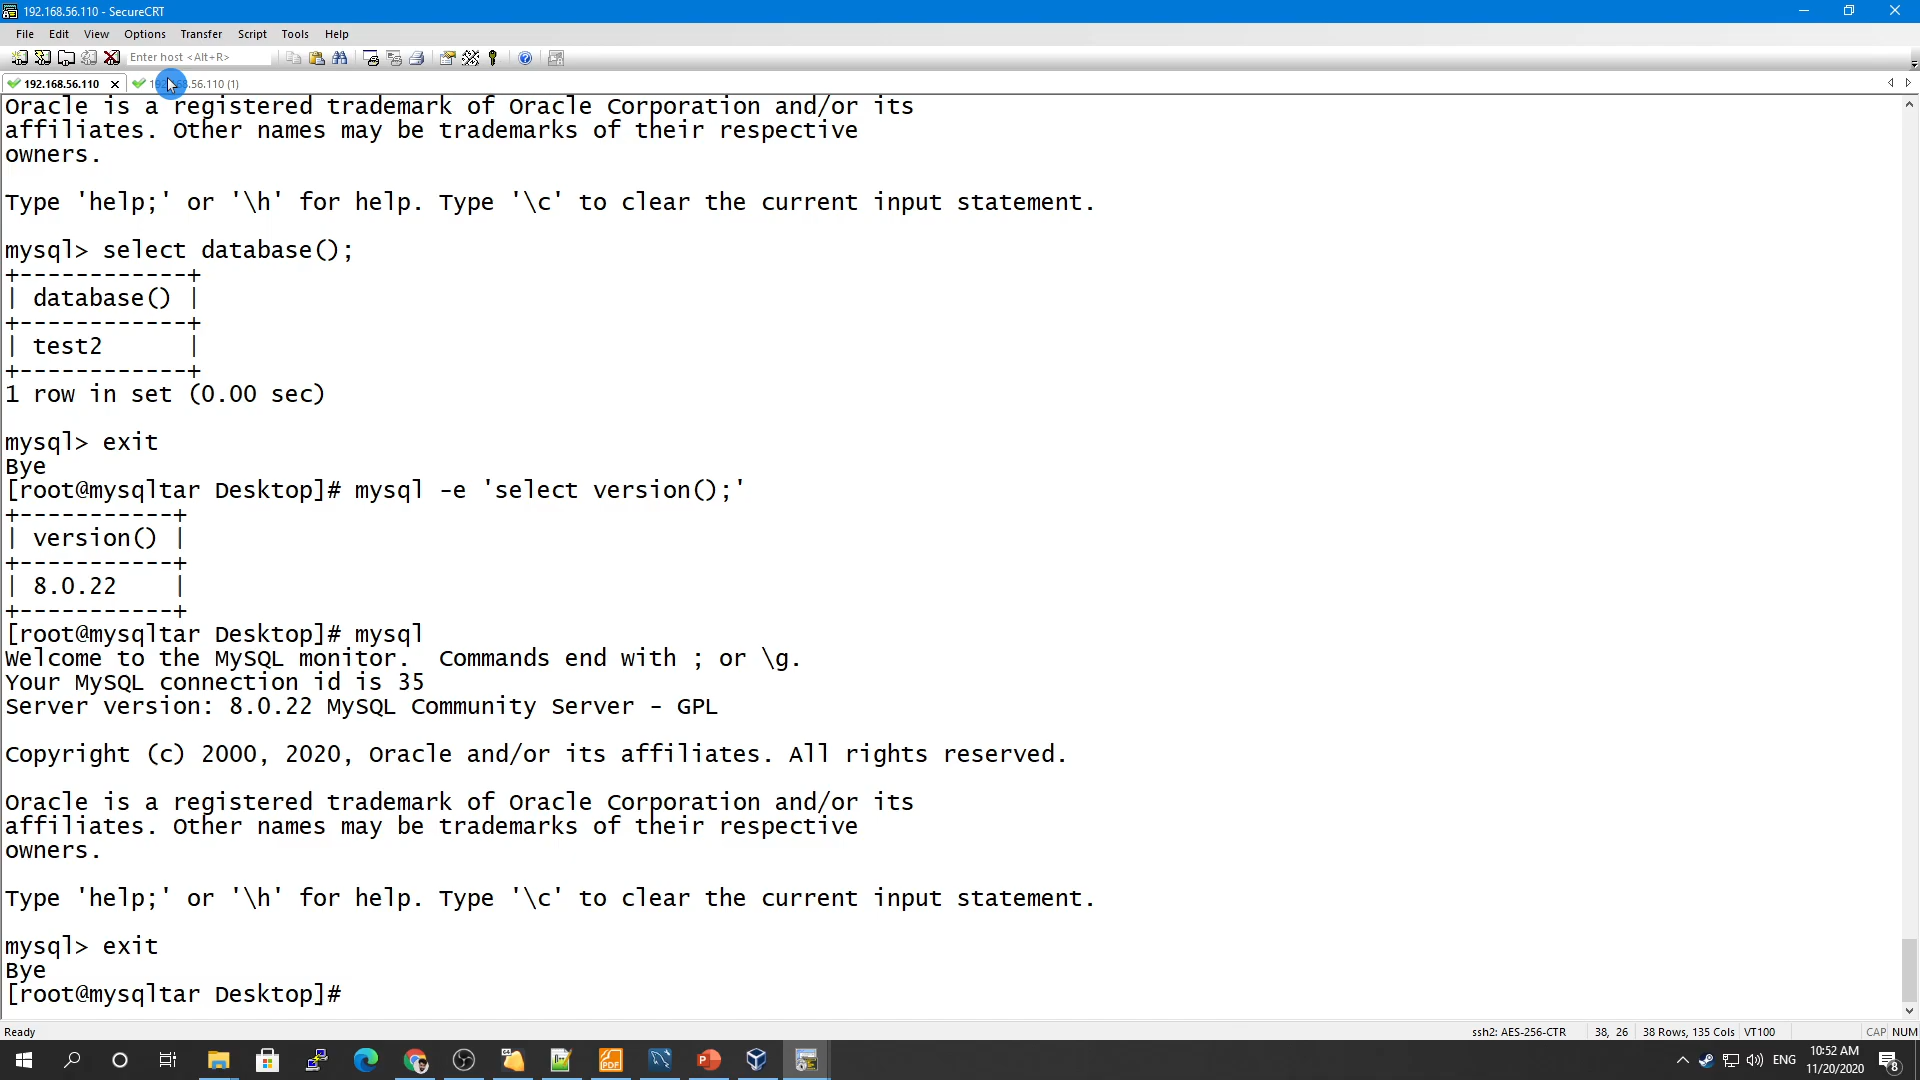 192.168.56.110 - SecureCRT
File Edit View Options Transfer Script Tools Help
Enter host <Alt+R>
192.168.56.110 .56.110 (1)
Oracle is a registered trademark of Oracle Corporation and/or its
affiliates. Other names may be trademarks of their respective
owners.
Type 'help;' or '\h' for help. Type '\c' to clear the current input statement.
mysql> select database();
+------------+
| database() |
+------------+
| test2      |
+------------+
1 row in set (0.00 sec)
mysql> exit
Bye
[root@mysqltar Desktop]# mysql -e 'select version();'
+-----------+
| version() |
+-----------+
| 8.0.22    |
+-----------+
[root@mysqltar Desktop]# mysql
Welcome to the MySQL monitor.  Commands end with ; or \g.
Your MySQL connection id is 35
Server version: 8.0.22 MySQL Community Server - GPL
Copyright (c) 2000, 2020, Oracle and/or its affiliates. All rights reserved.
Oracle is a registered trademark of Oracle Corporation and/or its
affiliates. Other names may be trademarks of their respective
owners.
Type 'help;' or '\h' for help. Type '\c' to clear the current input statement.
mysql> exit
Bye
[root@mysqltar Desktop]#
Ready ssh2: AES-256-CTR 38, 26 38 Rows, 135 Cols VT100 CAP NUM
PDF ENG 10:52 AM
11/20/2020 8